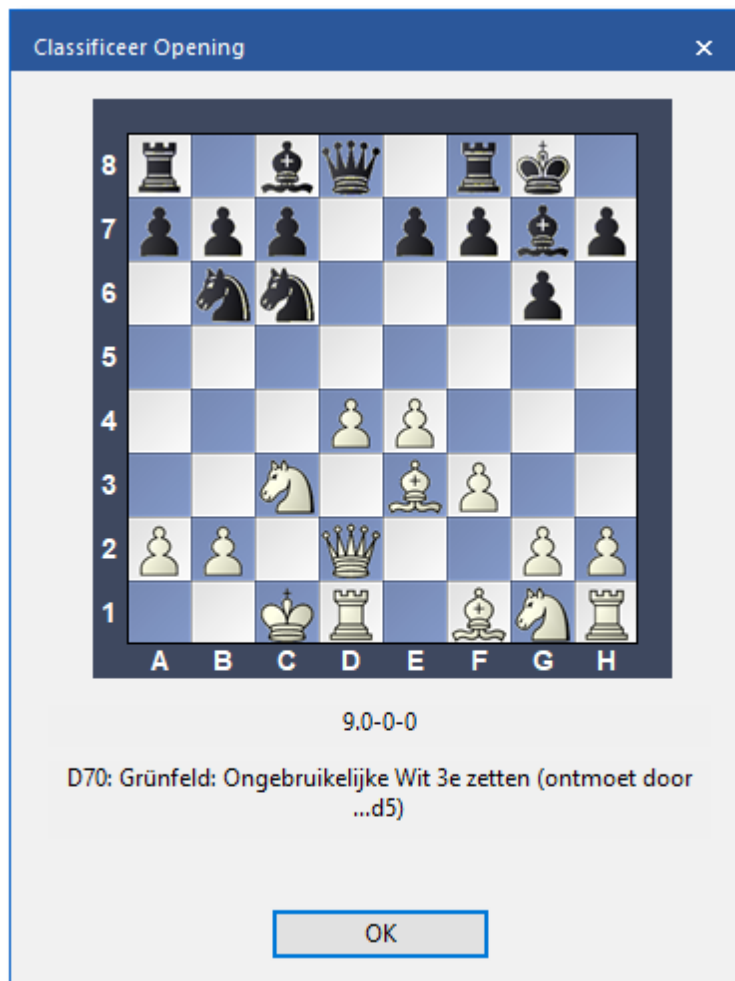 Classificeer Opening
8
7
6
5
4
3
2
1
A B C D E F G H
9.0-0-0
D70: Grünfeld: Ongebruikelijke Wit 3e zetten (ontmoet door
...d5)
OK